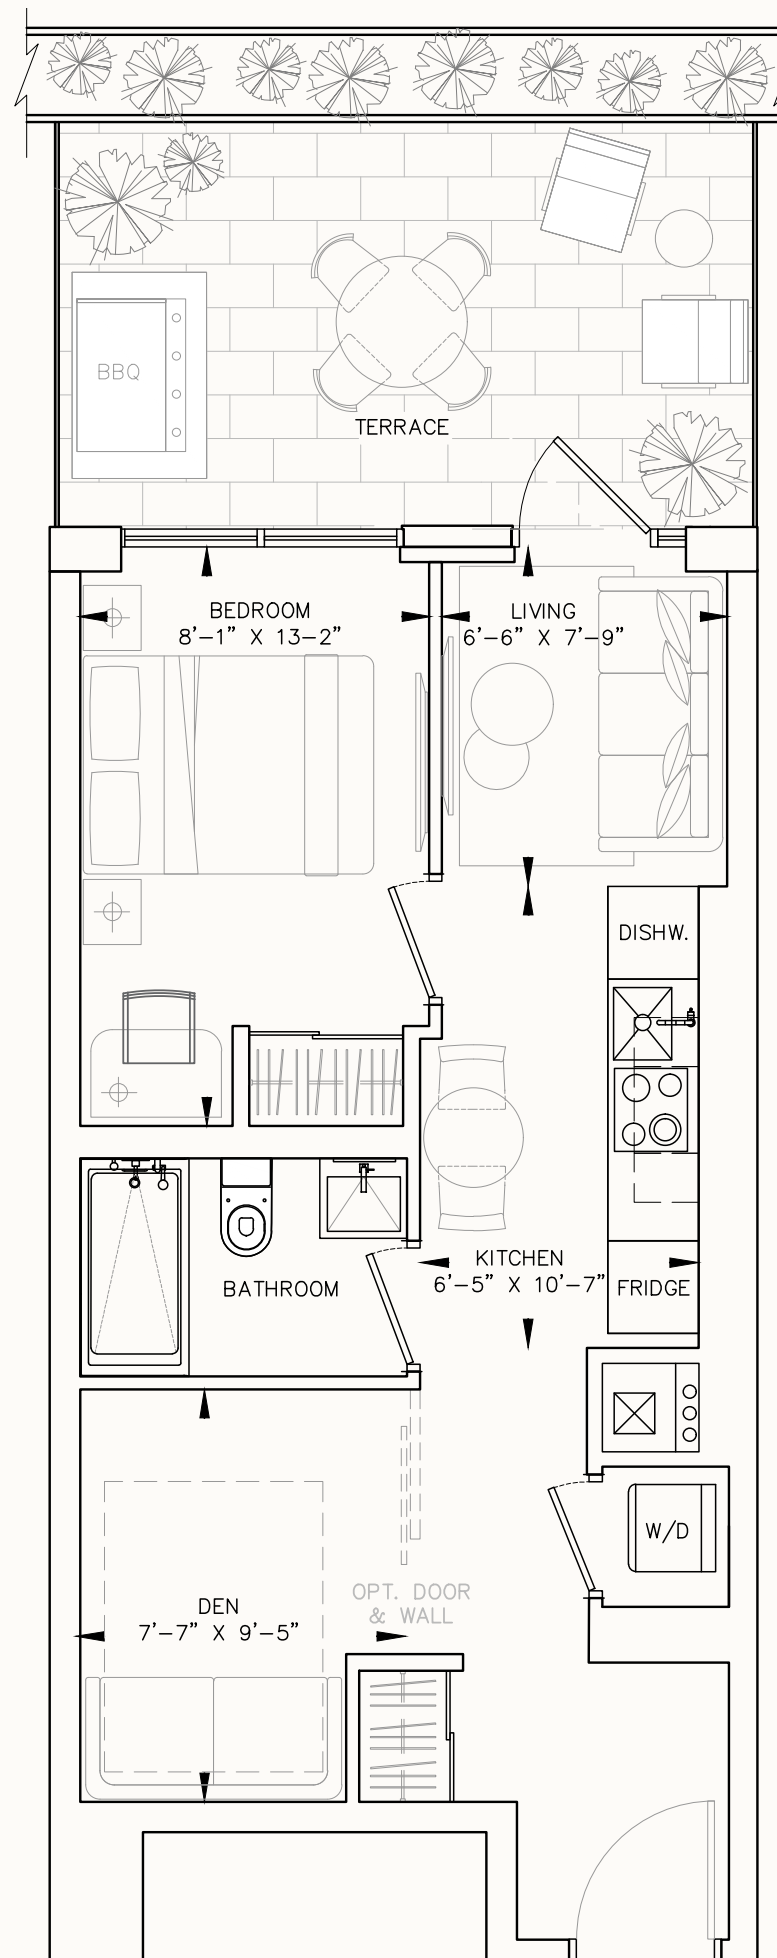 BBQ
TERRACE
BEDROOM
8’-1” X 13-2”
LIVING
6’-6” X 7’-9”
DISHW.
KITCHEN
6’-5” X 10’-7”
FRIDGE
BATHROOM
W/D
OPT. DOOR
& WALL
DEN
7’-7” X 9’-5”